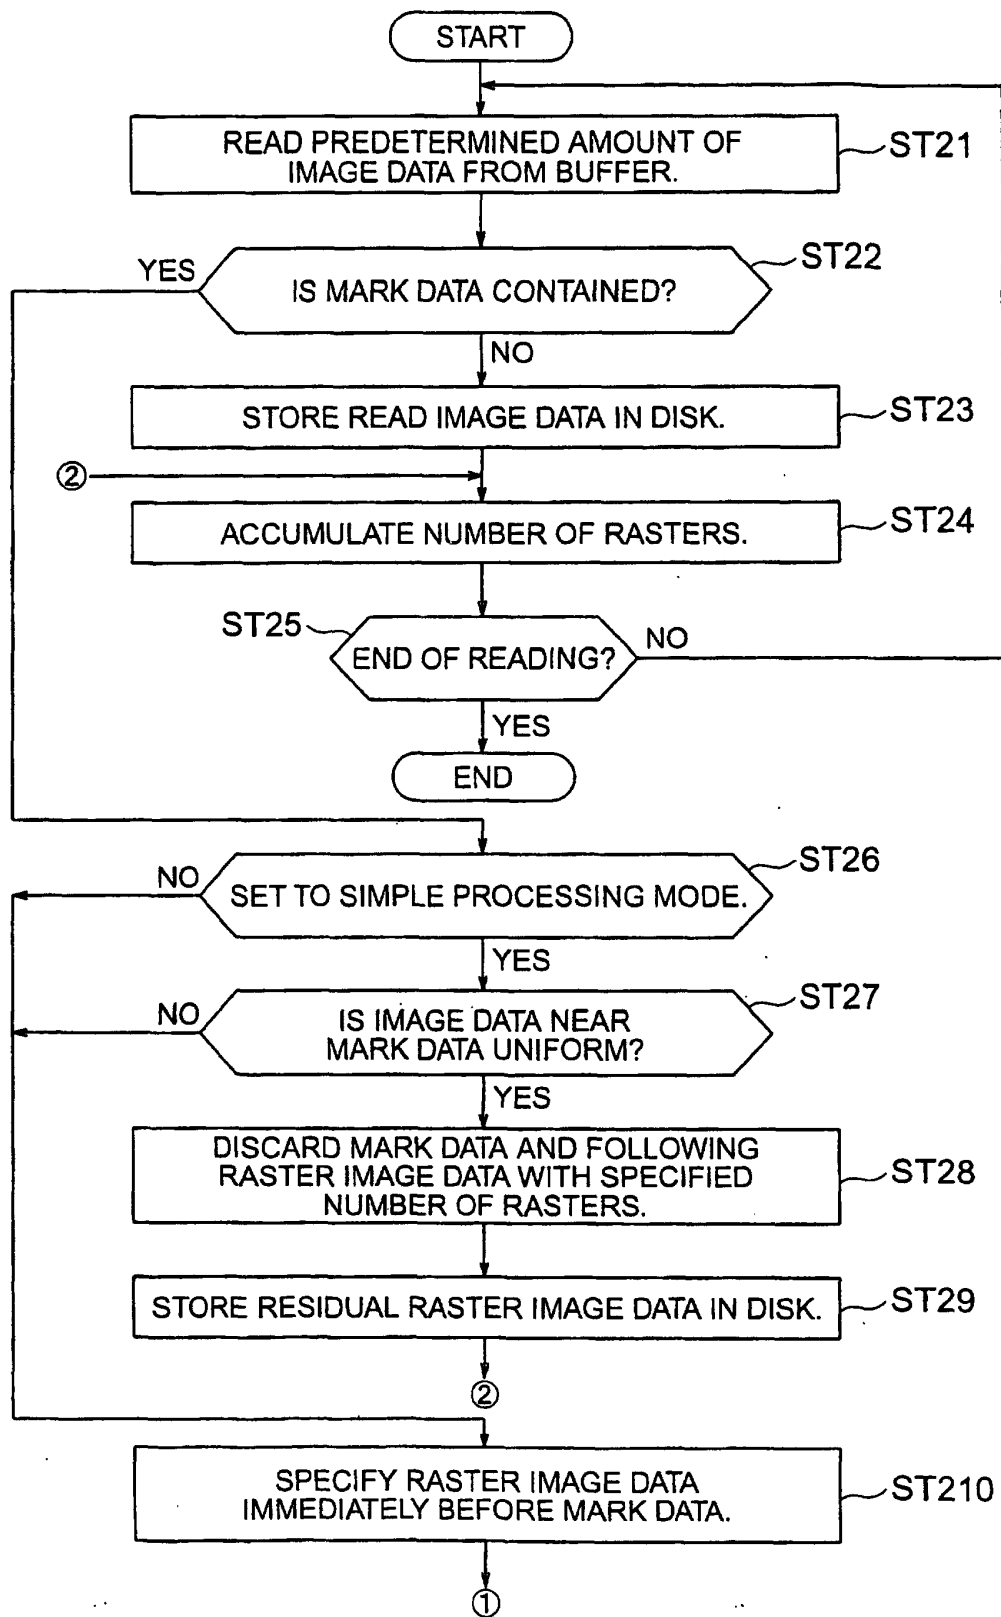 START
READ PREDETERMINED AMOUNT OF
IMAGE DATA FROM BUFFER.
ST21
IS MARK DATA CONTAINED?
ST22
YES
NO
STORE READ IMAGE DATA IN DISK.
ST23
②
ACCUMULATE NUMBER OF RASTERS.
ST24
ST25
END OF READING?
NO
YES
END
NO
SET TO SIMPLE PROCESSING MODE.
ST26
YES
NO
IS IMAGE DATA NEAR
MARK DATA UNIFORM?
ST27
YES
DISCARD MARK DATA AND FOLLOWING
RASTER IMAGE DATA WITH SPECIFIED
NUMBER OF RASTERS.
ST28
STORE RESIDUAL RASTER IMAGE DATA IN DISK.
ST29
②
SPECIFY RASTER IMAGE DATA
IMMEDIATELY BEFORE MARK DATA.
ST210
①